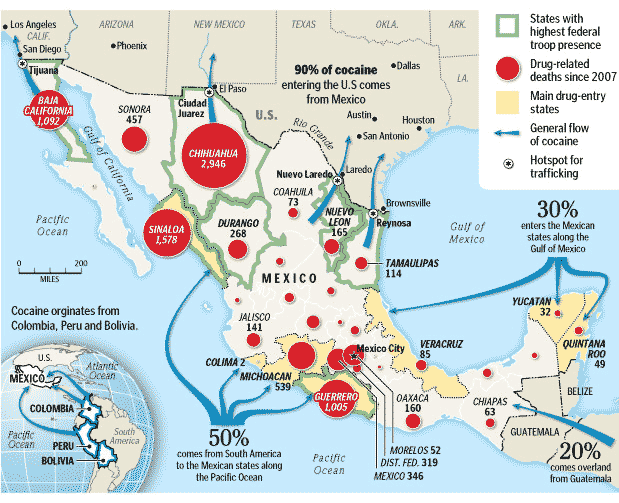 Los Angeles
CALIF.
San Diego
Tijuana
ARIZONA
Phoenix
NEW MEXICO
TEXAS
OKLA.
ARK.
LA.
Dallas
El Paso
Ciudad
Juarez
U.S.
90% of cocaine
entering the U.S comes
from Mexico
Austin
Houston
San Antonio
Rio Grande
Laredo
Nuevo Laredo
Brownsville
Reynosa
States with
highest federal
troop presence
Drug-related
deaths since 2007
Main drug-entry
states
General flow
of cocaine
Hotspot for
trafficking
BAJA
CALIFORNIA
1,092
SONORA
457
CHIHUAHUA
2,946
COAHUILA
73
NUEVO
LEON
165
TAMAULIPAS
114
Gulf of California
Pacific
Ocean
SINALOA
1,578
DURANGO
268
MEXICO
Gulf of
Mexico
30%
enters the Mexican
states along the
Gulf of Mexico
0
200
MILES
Cocaine orginates from
Colombia, Peru and Bolivia.
JALISCO
141
COLIMA 2
MICHOACAN
539
GUERRERO
1,005
Mexico City
VERACRUZ
85
YUCATAN
32
QUINTANA
ROO
49
OAXACA
160
CHIAPAS
63
BELIZE
GUATEMALA
MORELOS 52
DIST. FED. 319
MEXICO 346
50%
comes from South America
to the Mexican states along
the Pacific Ocean
Pacific
Ocean
20%
comes overland
from Guatemala
U.S.
MEXICO
Atlantic
Ocean
COLOMBIA
Pacific
Ocean
PERU
BOLIVIA
South
America